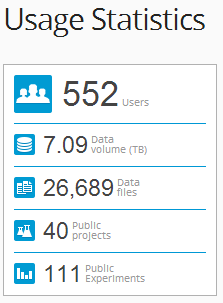 Usage Statistics
552 Users
7.09 Data
volume (TB)
26,689 Data
files
40 Public
projects
111 Public
Experiments